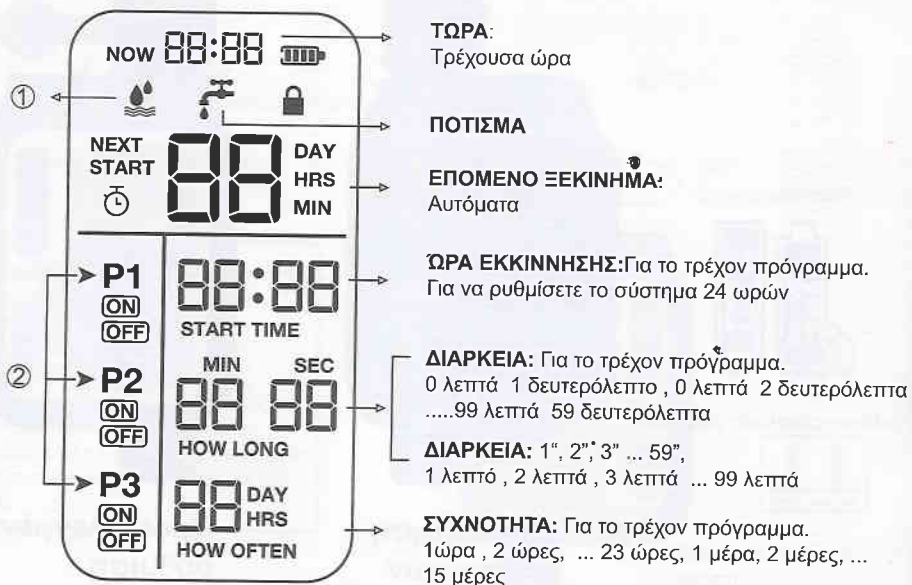 NOW 88:88
①
NEXT
START
88
DAY
HRS
MIN
P1
ON
OFF
88:88
START TIME
②
P2
ON
OFF
MIN SEC
88 88
HOW LONG
P3
ON
OFF
88
DAY
HRS
HOW OFTEN
ΤΩΡΑ:
Τρέχουσα ώρα
ΠΟΤΙΣΜΑ
ΕΠΟΜΕΝΟ ΞΕΚΙΝΗΜΑ:
Αυτόματα
ΏΡΑ ΕΚΚΙΝΝΗΣΗΣ:Για το τρέχον πρόγραμμα.
Για να ρυθμίσετε το σύστημα 24 ωρών
ΔΙΑΡΚΕΙΑ: Για το τρέχον πρόγραμμα.
0 λεπτά 1 δευτερόλεπτο , 0 λεπτά 2 δευτερόλεπτα
.....99 λεπτά 59 δευτερόλεπτα
ΔΙΑΡΚΕΙΑ: 1“, 2”, 3” ... 59”,
1 λεπτό , 2 λεπτά , 3 λεπτά ... 99 λεπτά
ΣΥΧΝΟΤΗΤΑ: Για το τρέχον πρόγραμμα.
1ώρα , 2 ώρες, ... 23 ώρες, 1 μέρα, 2 μέρες, ...
15 μέρες